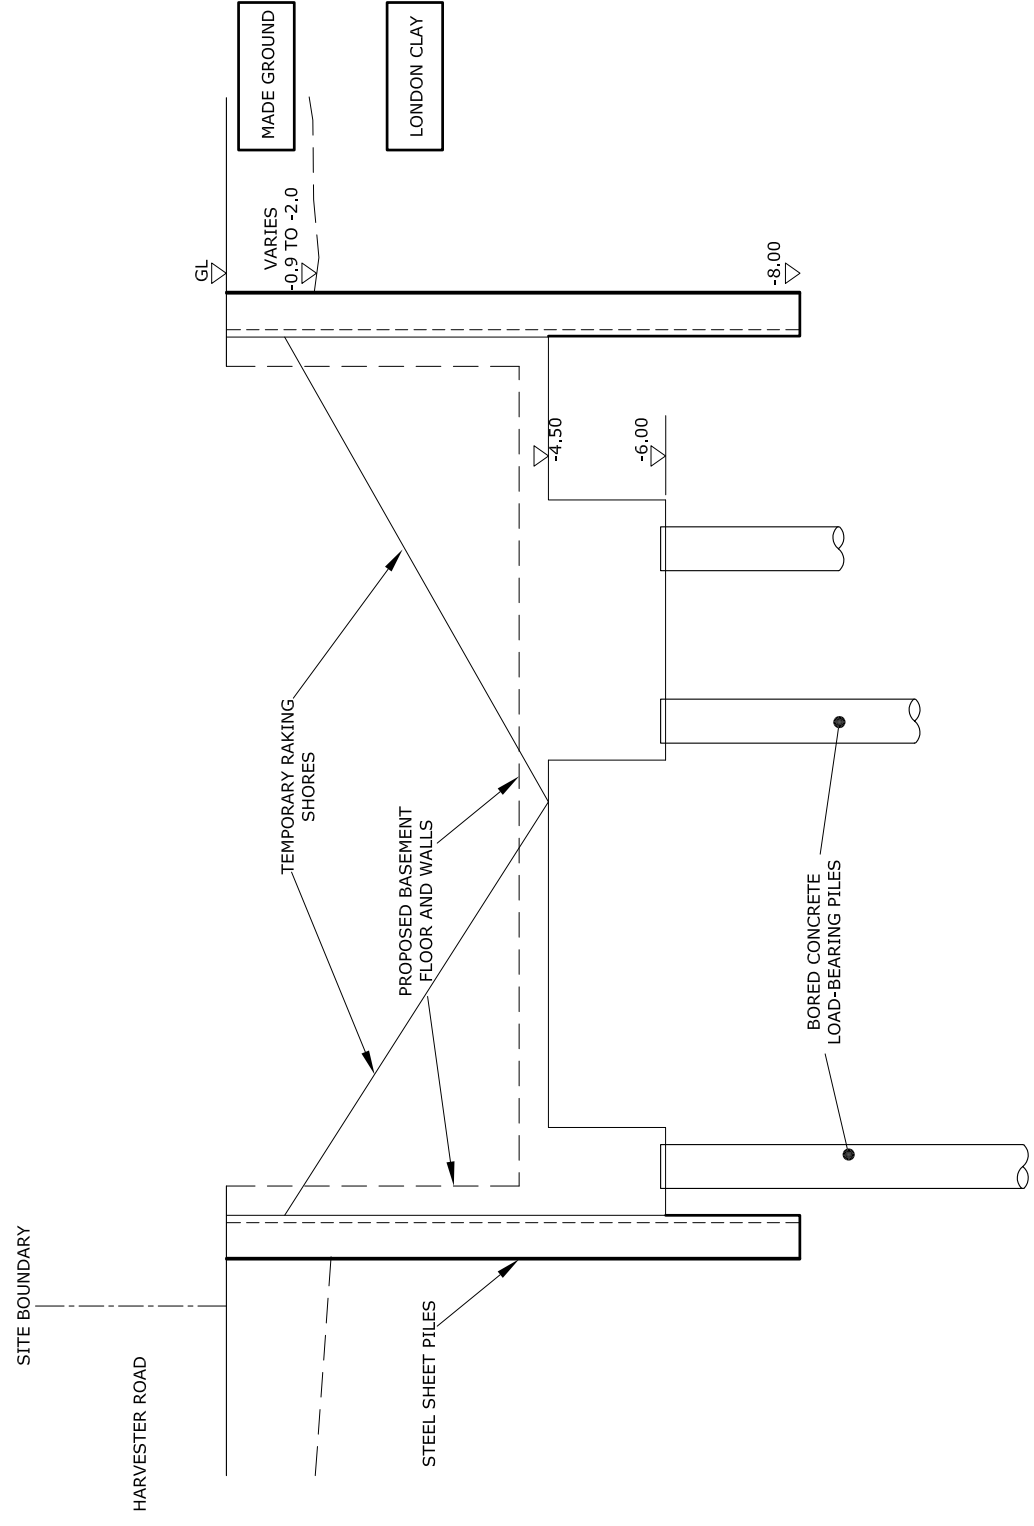 SITE BOUNDARY
HARVESTER ROAD
STEEL SHEET PILES
TEMPORARY RAKING
SHORES
PROPOSED BASEMENT
FLOOR AND WALLS
BORED CONCRETE
LOAD-BEARING PILES
GL
VARIES
-0.9 TO -2.0
-4.50
-6.00
-8.00
MADE GROUND
LONDON CLAY